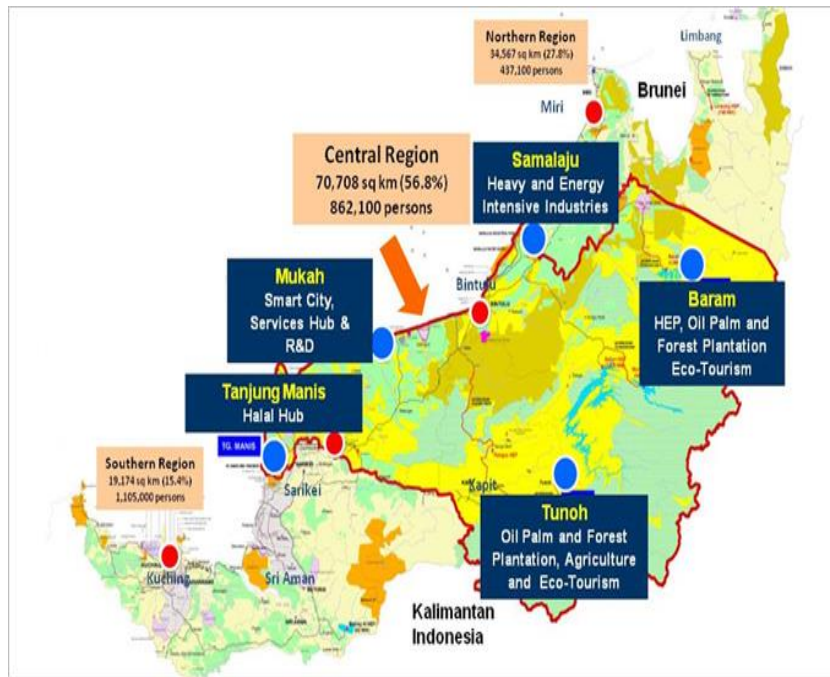 Northern Region
34,567 sq km (27.8%)
437,100 persons
Limbang
Brunei
Miri
Central Region
70,708 sq km (56.8%)
862,100 persons
Samalaju
Heavy and Energy
Intensive Industries
Mukah
Smart City,
Services Hub &
R&D
Bintulu
BINTULU
Baram
HEP, Oil Palm and
Forest Plantation
Eco-Tourism
Tanjung Manis
Halal Hub
TG. MANIS
Southern Region
19,174 sq km (15.4%)
1,105,000 persons
Sarikei
Kapit
Tunoh
Oil Palm and Forest
Plantation, Agriculture
and Eco-Tourism
Kuching
Sri Aman
Kalimantan
Indonesia